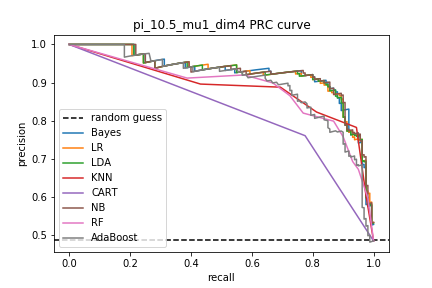 pi_10.5_mu1_dim4 PRC curve
1.0
0.9
0.8
0.7
0.6
0.5
precision
random guess
Bayes
LR
LDA
KNN
CART
NB
RF
AdaBoost
0.0 0.2 0.4 0.6 0.8 1.0
recall